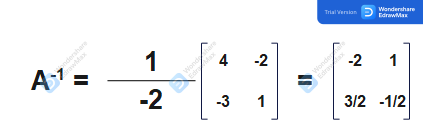 Trial Version Wondershare EdrawMax
A-1 = 1/-2 [4 -2; -3 1] = [-2 1; 3/2 -1/2]